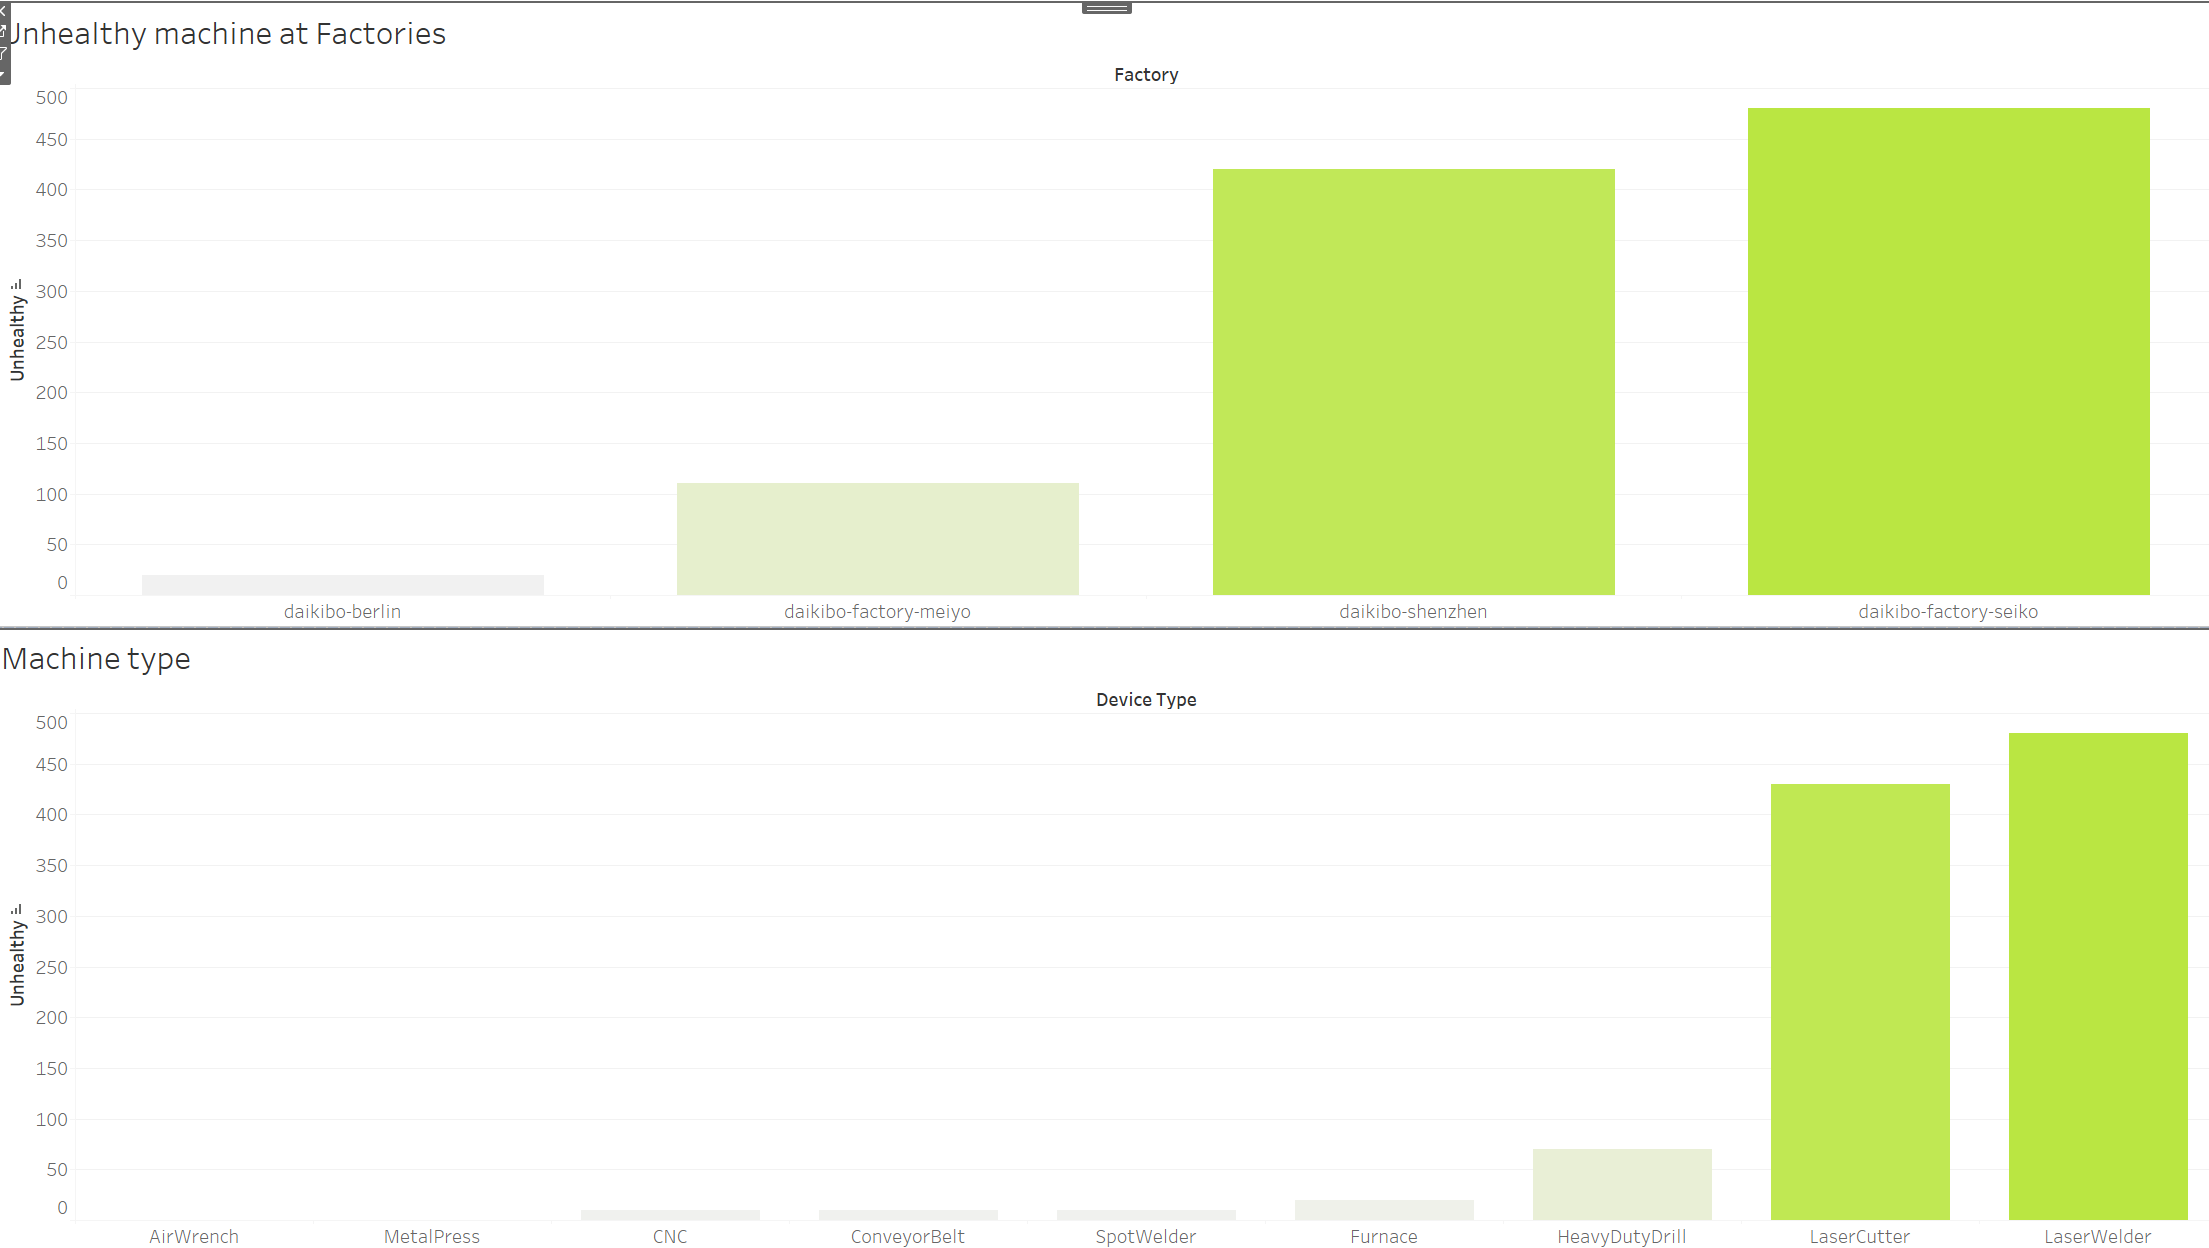 Unhealthy machine at Factories
Factory
500
450
400
350
300
250
200
150
100
50
0
Unhealthy
daikibo-berlin daikibo-factory-meiyo daikibo-shenzhen daikibo-factory-seiko
Machine type
Device Type
500
450
400
350
300
250
200
150
100
50
0
Unhealthy
AirWrench MetalPress CNC ConveyorBelt SpotWelder Furnace HeavyDutyDrill LaserCutter LaserWelder